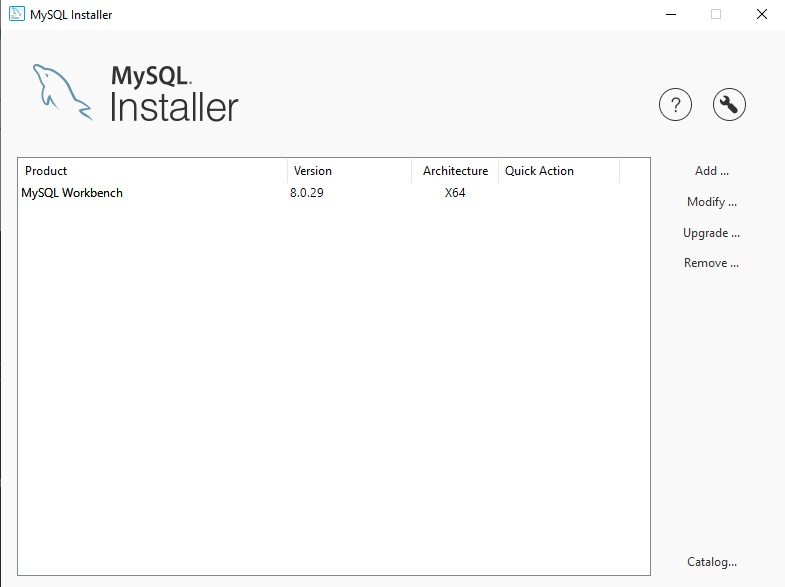 MySQL Installer
MySQL.
Installer
?
Product Version Architecture Quick Action
MySQL Workbench 8.0.29 X64
Add ...
Modify ...
Upgrade ...
Remove ...
Catalog...